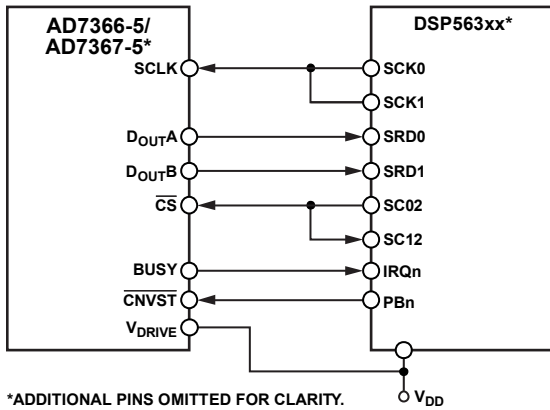 AD7366-5/
AD7367-5*
DSP563xx*
SCLK
SCK0
SCK1
DOUTA
SRD0
DOUTB
SRD1
CS
SC02
SC12
BUSY
IRQn
CNVST
PBn
VDRIVE
*ADDITIONAL PINS OMITTED FOR CLARITY.
VDD